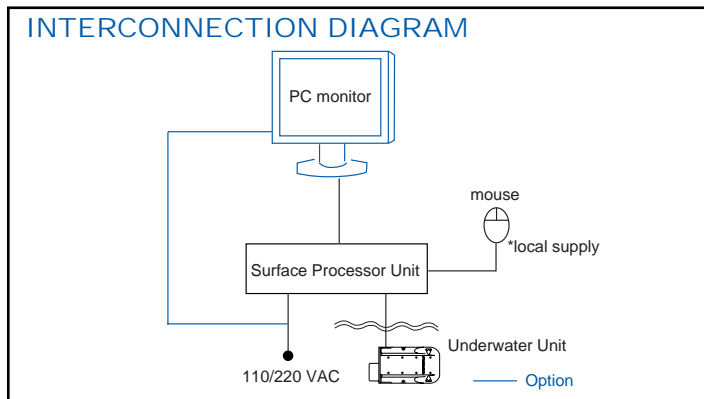 INTERCONNECTION DIAGRAM
PC monitor
mouse
*local supply
Surface Processor Unit
Underwater Unit
110/220 VAC
Option